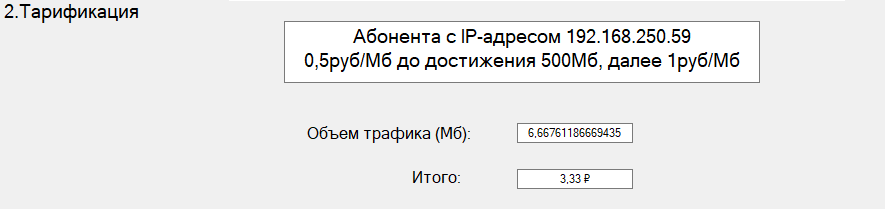 2.Тарификация
Абонента с IP-адресом 192.168.250.59
0,5руб/Мб до достижения 500Мб, далее 1руб/Мб
Объем трафика (Мб): 6,66761186669435
Итого: 3,33 ₽